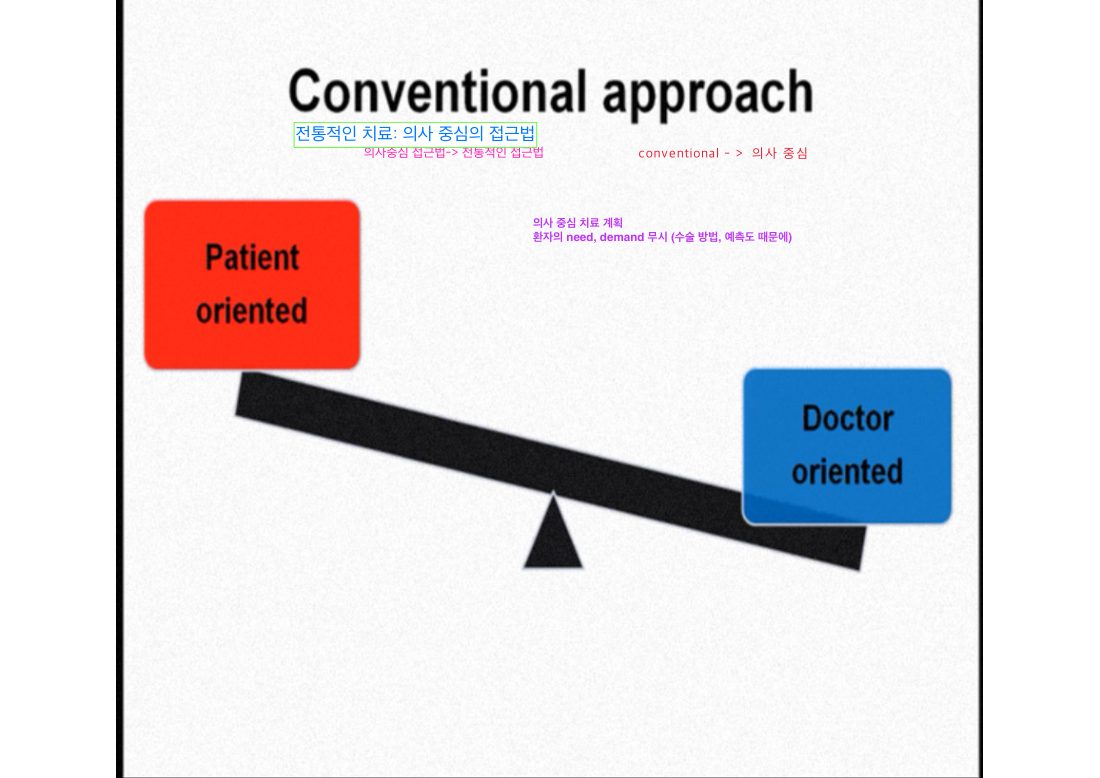 Conventional approach
전통적인 치료: 의사 중심의 접근법
의사중심 접근법-> 전통적인 접근법
conventional - > 의사 중심
의사 중심 치료 계획
환자의 need, demand 무시 (수술 방법, 예측도 때문에)
Patient
oriented
Doctor
oriented